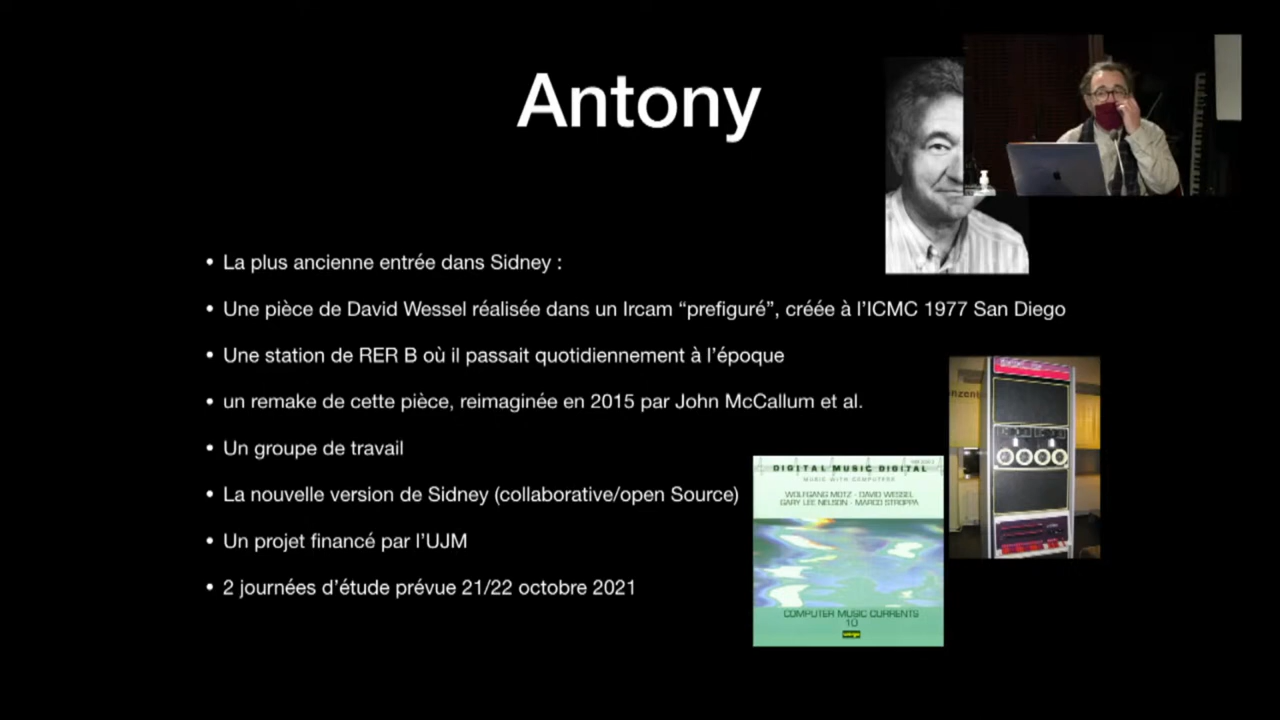 Antony
• La plus ancienne entrée dans Sidney :
• Une pièce de David Wessel réalisée dans un Ircam “prefiguré”, créée à l’ICMC 1977 San Diego
• Une station de RER B où il passait quotidiennement à l’époque
• un remake de cette pièce, reimaginée en 2015 par John McCallum et al.
• Un groupe de travail
• La nouvelle version de Sidney (collaborative/open Source)
• Un projet financé par l’UJM
• 2 journées d’étude prévue 21/22 octobre 2021
DIGITAL MUSIC DIGITAL
MUSIC WITH COMPUTERS
WOLFGANG MOTZ · DAVID WESSEL
GARY LEE NELSON · MARCO STROPPA
COMPUTER MUSIC CURRENTS
10